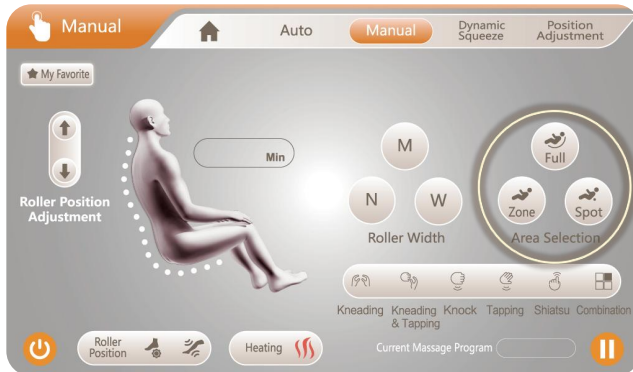 Manual
Auto
Manual
Dynamic
Squeeze
Position
Adjustment
My Favorite
Roller Position
Adjustment
Min
M
N
W
Roller Width
Full
Zone
Spot
Area Selection
Kneading
Kneading
& Tapping
Knock
Tapping
Shiatsu
Combination
Roller
Position
Heating
Current Massage Program